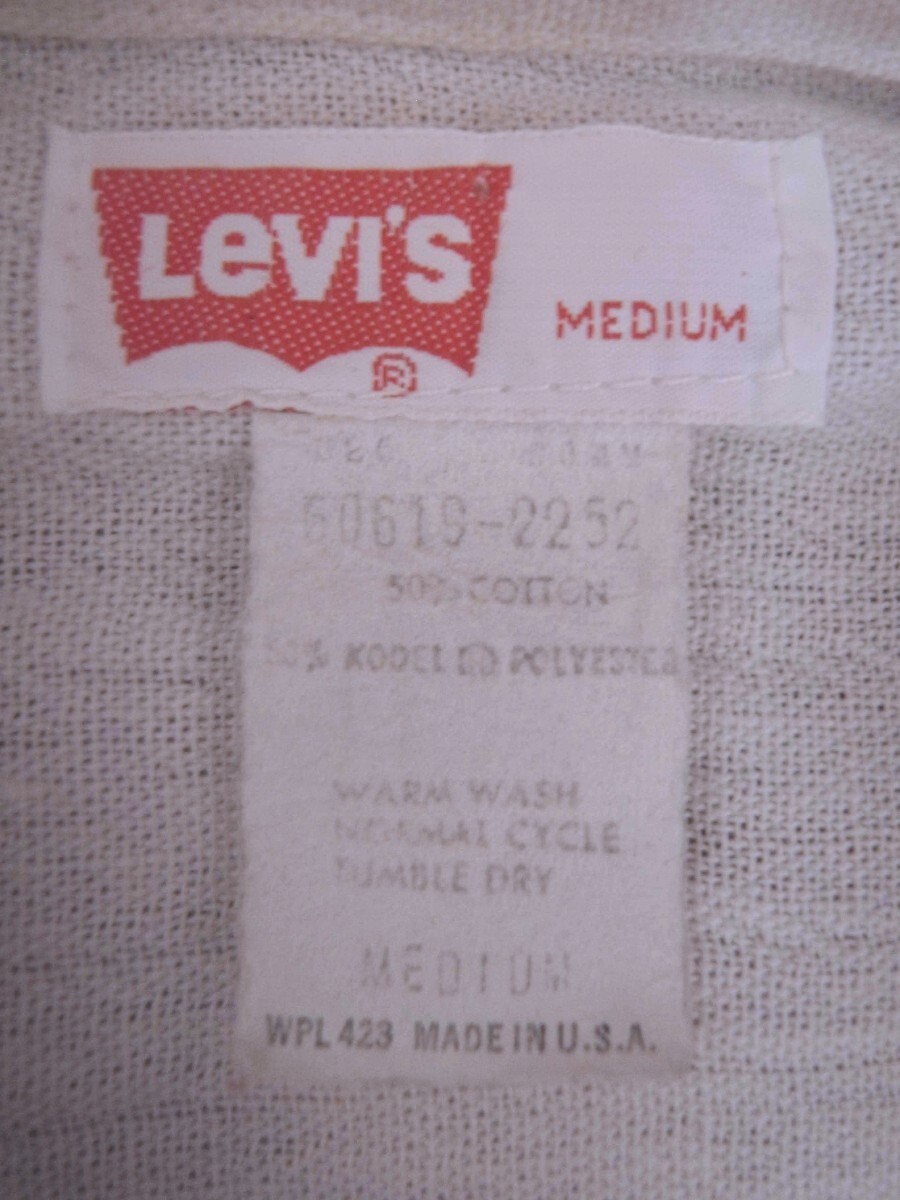 Levi's
MEDIUM
®
60619-2252
50% COTTON
50% KODEL ® POLYESTER
WARM WASH
NORMAL CYCLE
TUMBLE DRY
MEDIUM
WPL 423 MADE IN U.S.A.